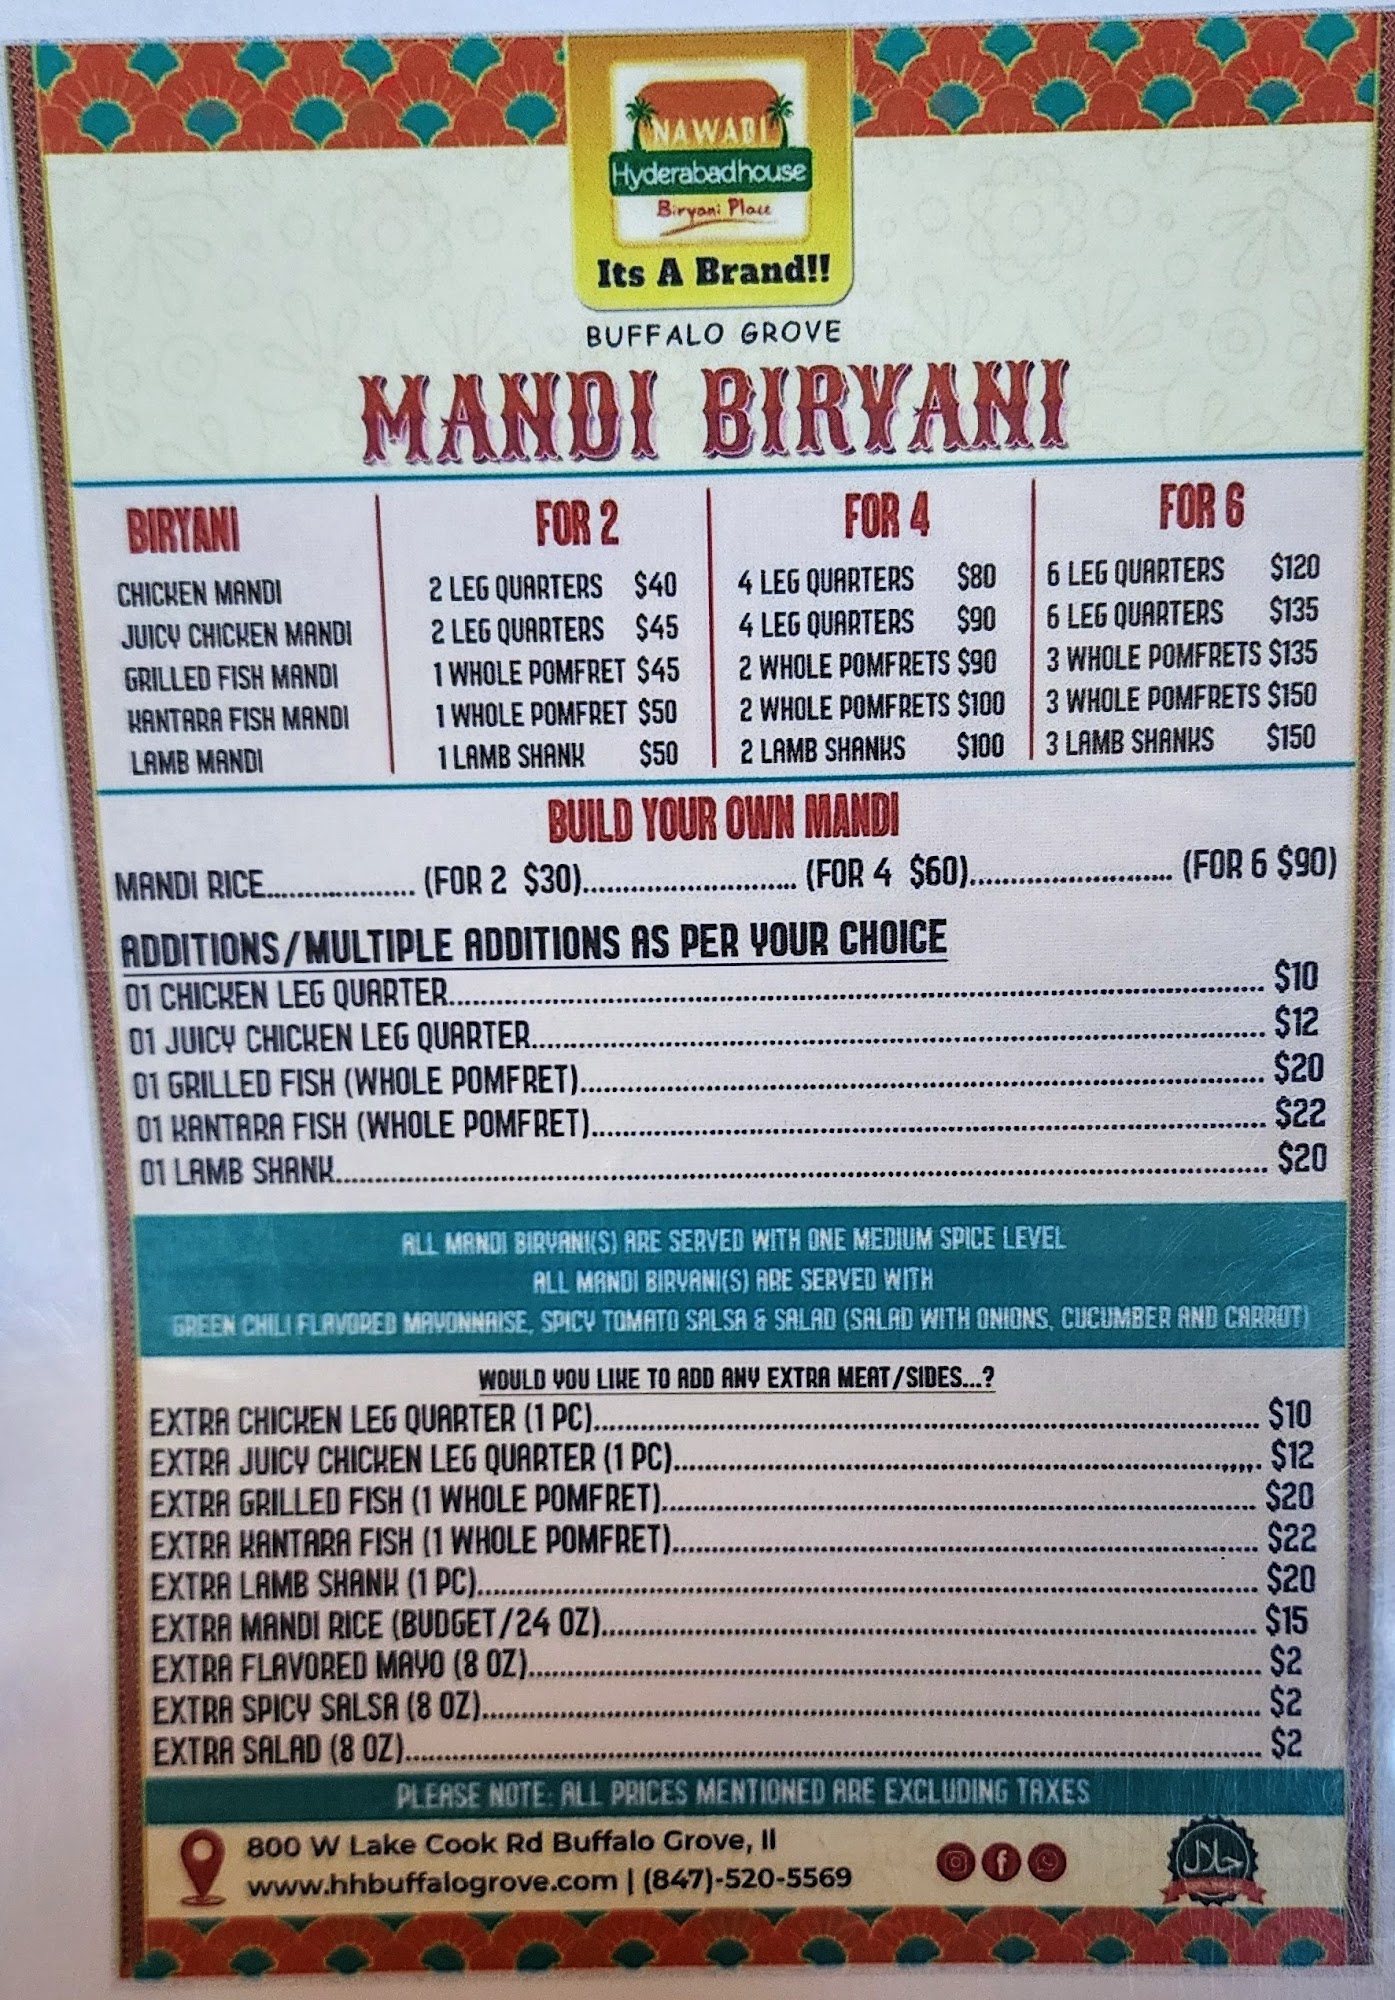 NAWABI
Hyderabadhouse
Biryani Place
Its A Brand!!
BUFFALO GROVE
MANDI BIRYANI
BIRYANI FOR 2 FOR 4 FOR 6
CHICKEN MANDI 2 LEG QUARTERS $40 4 LEG QUARTERS $80 6 LEG QUARTERS $120
JUICY CHICKEN MANDI 2 LEG QUARTERS $45 4 LEG QUARTERS $90 6 LEG QUARTERS $135
GRILLED FISH MANDI 1 WHOLE POMFRET $45 2 WHOLE POMFRETS $90 3 WHOLE POMFRETS $135
KANTARA FISH MANDI 1 WHOLE POMFRET $50 2 WHOLE POMFRETS $100 3 WHOLE POMFRETS $150
LAMB MANDI 1 LAMB SHANK $50 2 LAMB SHANKS $100 3 LAMB SHANKS $150
BUILD YOUR OWN MANDI
MANDI RICE.................. (FOR 2 $30).......................... (FOR 4 $60)......................... (FOR 6 $90)
ADDITIONS/MULTIPLE ADDITIONS AS PER YOUR CHOICE
01 CHICKEN LEG QUARTER.......... $10
01 JUICY CHICKEN LEG QUARTER.......... $12
01 GRILLED FISH (WHOLE POMFRET).......... $20
01 KANTARA FISH (WHOLE POMFRET).......... $22
01 LAMB SHANK.......... $20
ALL MANDI BIRYANI(S) ARE SERVED WITH ONE MEDIUM SPICE LEVEL
ALL MANDI BIRYANI(S) ARE SERVED WITH
GREEN CHILI FLAVORED MAYONNAISE, SPICY TOMATO SALSA & SALAD (SALAD WITH ONIONS, CUCUMBER AND CARROT)
WOULD YOU LIKE TO ADD ANY EXTRA MEAT/SIDES...?
EXTRA CHICKEN LEG QUARTER (1 PC).......... $10
EXTRA JUICY CHICKEN LEG QUARTER (1 PC)..........,,,,. $12
EXTRA GRILLED FISH (1 WHOLE POMFRET).......... $20
EXTRA KANTARA FISH (1 WHOLE POMFRET).......... $22
EXTRA LAMB SHANK (1 PC).......... $20
EXTRA MANDI RICE (BUDGET/24 OZ).......... $15
EXTRA FLAVORED MAYO (8 OZ).......... $2
EXTRA SPICY SALSA (8 OZ).......... $2
EXTRA SALAD (8 OZ).......... $2
PLEASE NOTE: ALL PRICES MENTIONED ARE EXCLUDING TAXES
800 W Lake Cook Rd Buffalo Grove, Il
www.hhbuffalogrove.com | (847)-520-5569
حلال